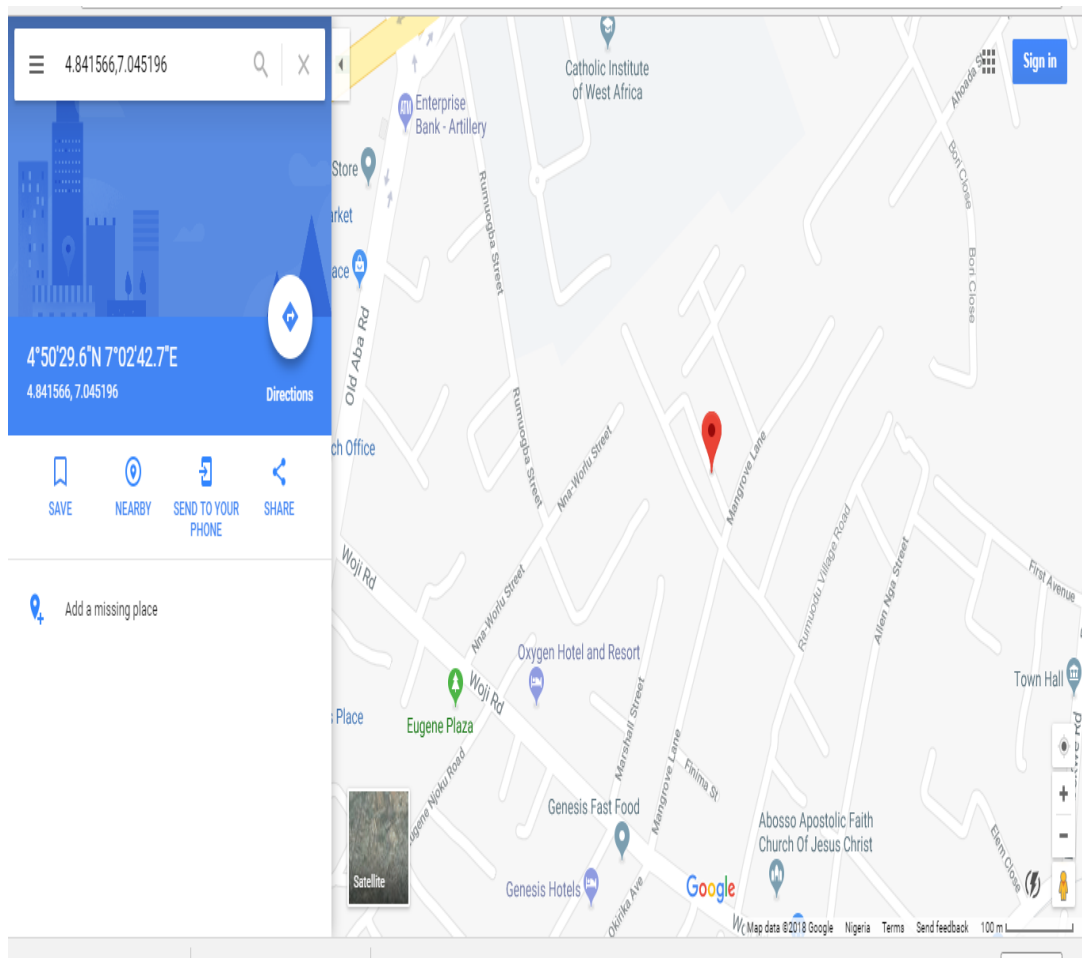 4.841566,7.045196
4°50'29.6"N 7°02'42.7"E
4.841566, 7.045196
Directions
SAVE
NEARBY
SEND TO YOUR
PHONE
SHARE
Add a missing place
Satellite
Sign in
Catholic Institute
of West Africa
Enterprise
Bank - Artillery
Ahoada
Store
Bori Close
Rumuogba Street
Bori Close
Old Aba Rd
Rumuogba Street
Nna-Worlu Street
Mangrove Lane
Rumuodu Village Road
Allen Nga Street
First Avenue
Woji Rd
Nna-Worlu Street
Oxygen Hotel and Resort
Town Hall
Woji Rd
Place
Eugene Plaza
Marshall Street
Mangrove Lane
Finima St
Njoku Road
Genesis Fast Food
Abosso Apostolic Faith
Church Of Jesus Christ
Elem Close
Genesis Hotels
Okirika Ave
Google
Map data ©2018 Google Nigeria Terms Send feedback 100 m